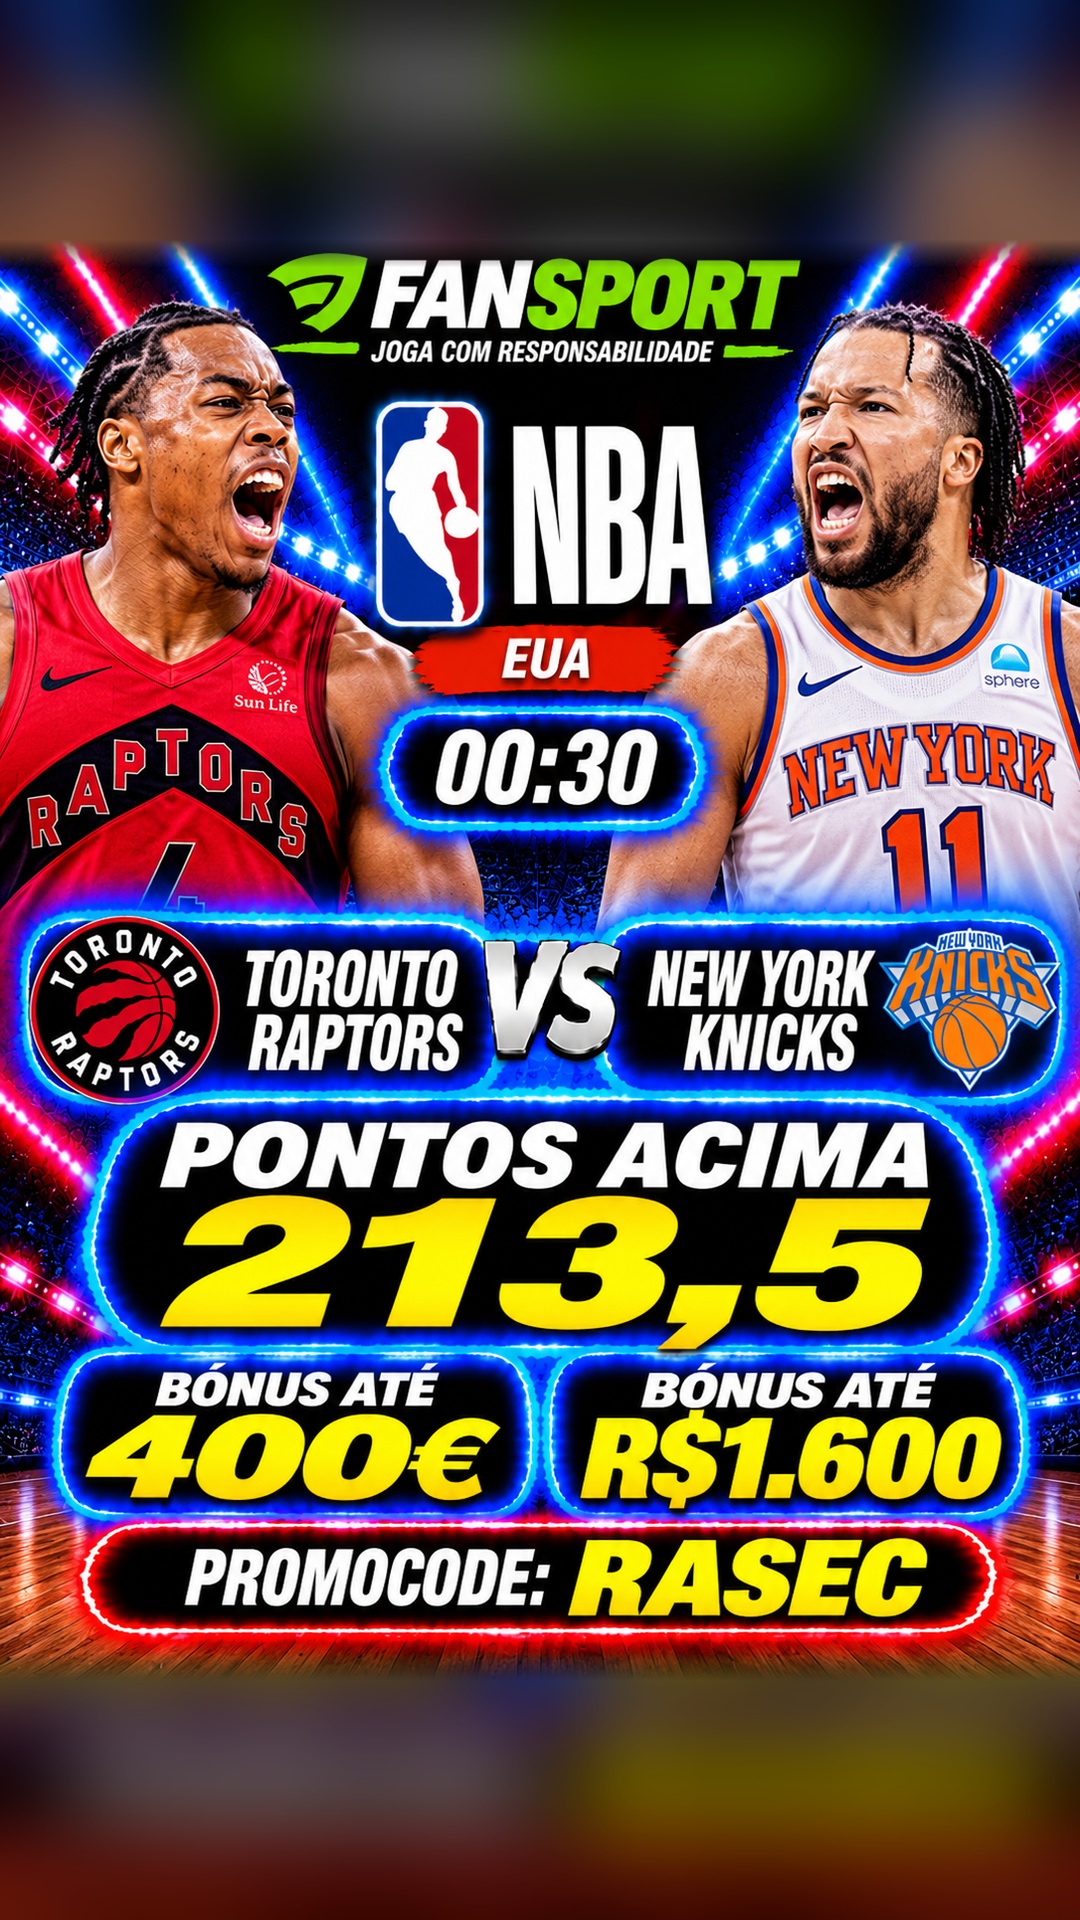 FANSPORT
JOGA COM RESPONSABILIDADE
NBA
EUA
00:30
Sun Life
RAPTORS
4
sphere
NEW YORK
11
TORONTO
RAPTORS
TORONTO
RAPTORS
VS
NEW YORK
KNICKS
NEW YORK
KNICKS
PONTOS ACIMA
213,5
BÓNUS ATÉ
400€
BÓNUS ATÉ
R$1.600
PROMOCODE: RASEC